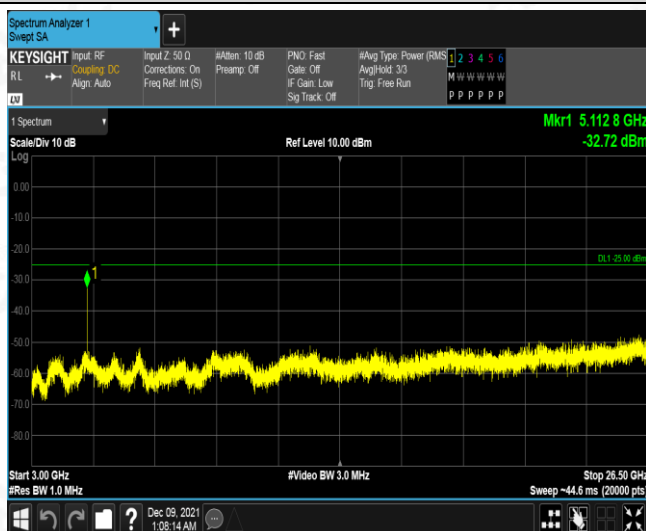 Spectrum Analyzer 1
Swept SA
KEYSIGHT
RL
LXI
Input: RF
Coupling: DC
Align: Auto
Input Z: 50 Ω
Corrections: On
Freq Ref: Int (S)
#Atten: 10 dB
Preamp: Off
PNO: Fast
Gate: Off
IF Gain: Low
Sig Track: Off
#Avg Type: Power (RMS
Avg|Hold: 3/3
Trig: Free Run
1 2 3 4 5 6
M W W W W W
P P P P P P
1 Spectrum
Mkr1 5.112 8 GHz
-32.72 dBm
Scale/Div 10 dB
Ref Level 10.00 dBm
Log
0.00
-10.0
-20.0
DL1 -25.00 dBm
1
-30.0
-40.0
-50.0
-60.0
-70.0
-80.0
Start 3.00 GHz
#Video BW 3.0 MHz
Stop 26.50 GHz
#Res BW 1.0 MHz
Sweep ~44.6 ms (20000 pts)
?
Dec 09, 2021
1:08:14 AM